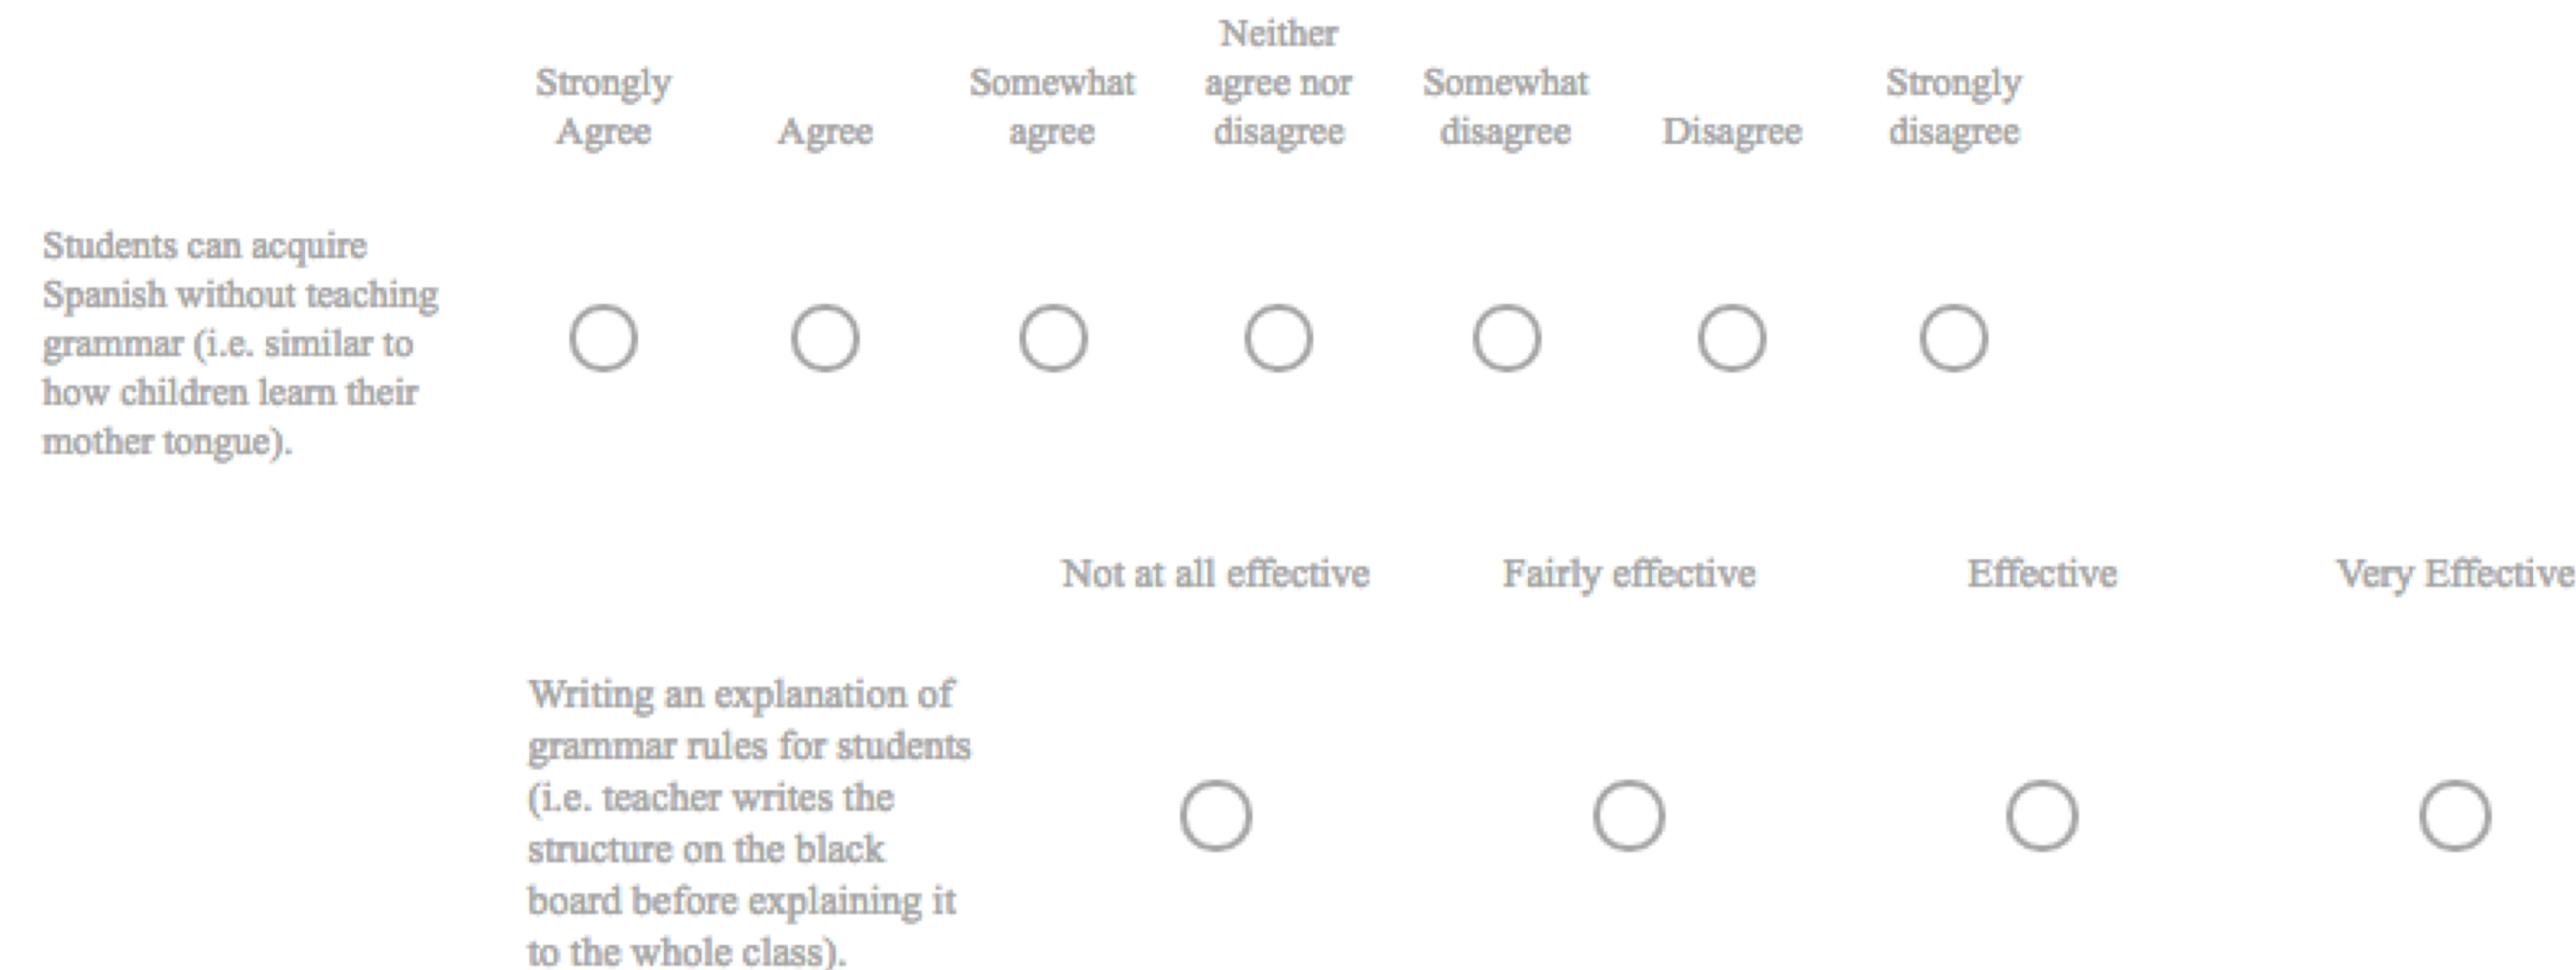 Neither
Strongly agree nor Somewhat Somewhat Strongly
Agree Agree agree disagree disagree Disagree disagree
Students can acquire
Spanish without teaching
grammar (i.e. similar to
how children learn their
mother tongue).
Not at all effective Fairly effective Effective Very Effective
Writing an explanation of
grammar rules for students
(i.e. teacher writes the
structure on the black
board before explaining it
to the whole class).